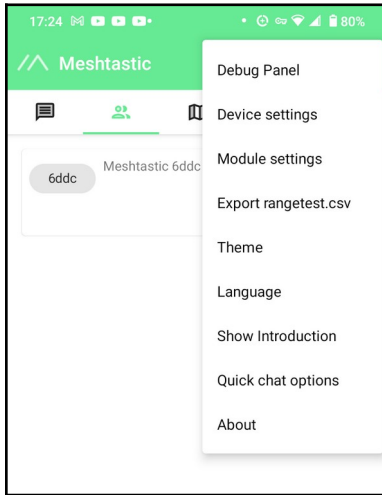 17:24 80%
Meshtastic
6ddc
Meshtastic 6ddc
Debug Panel
Device settings
Module settings
Export rangetest.csv
Theme
Language
Show Introduction
Quick chat options
About